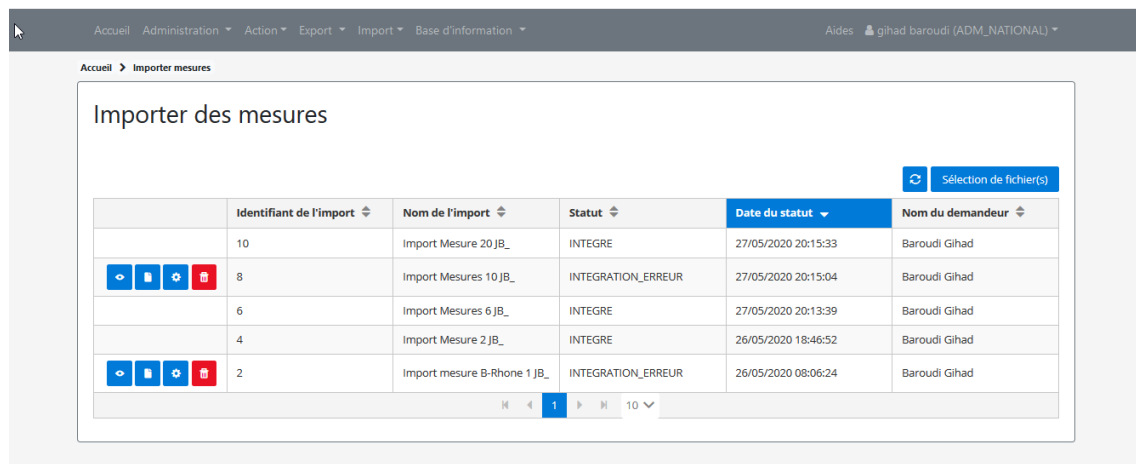 Accueil Administration Action Export Import Base d'information Aides gihad baroudi (ADM_NATIONAL)
Accueil Importer mesures
Importer des mesures
Sélection de fichier(s)
Identifiant de l'import Nom de l'import Statut Date du statut Nom du demandeur
10 Import Mesure 20 JB_ INTEGRE 27/05/2020 20:15:33 Baroudi Gihad
8 Import Mesures 10 JB_ INTEGRATION_ERREUR 27/05/2020 20:15:04 Baroudi Gihad
6 Import Mesures 6 JB_ INTEGRE 27/05/2020 20:13:39 Baroudi Gihad
4 Import Mesure 2 JB_ INTEGRE 26/05/2020 18:46:52 Baroudi Gihad
2 Import mesure B-Rhone 1 JB_ INTEGRATION_ERREUR 26/05/2020 08:06:24 Baroudi Gihad
1 10